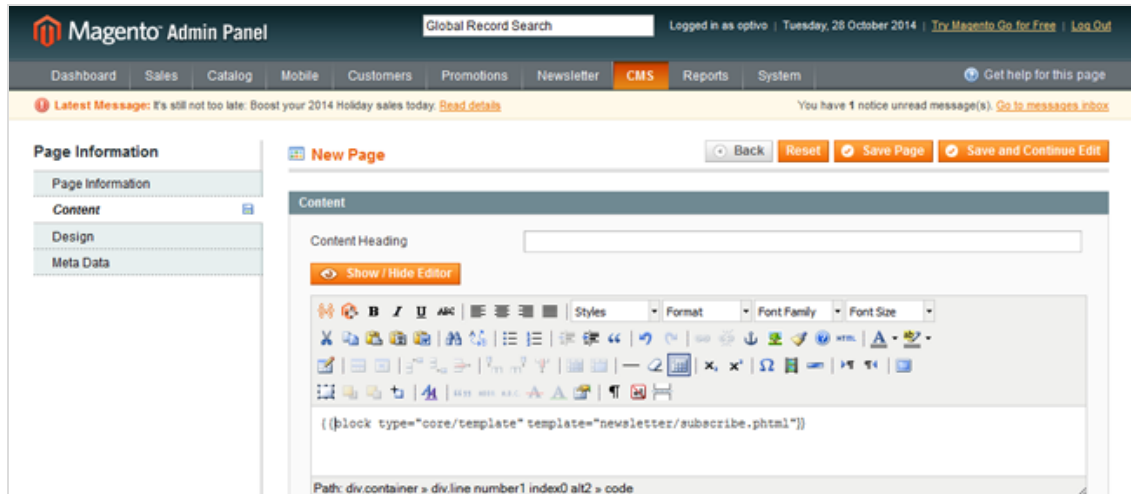 Magento® Admin Panel
Global Record Search
Logged in as optivo | Tuesday, 28 October 2014 | Try Magento Go for Free | Log Out
Dashboard Sales Catalog Mobile Customers Promotions Newsletter CMS Reports System Get help for this page
Latest Message: It's still not too late: Boost your 2014 Holiday sales today. Read details You have 1 notice unread message(s). Go to messages inbox
Page Information
Page Information
Content
Design
Meta Data
New Page
Back Reset Save Page Save and Continue Edit
Content
Content Heading
Show / Hide Editor
B I U ABC Styles Format Font Family Font Size
HTML A
x, x² Ω
{{block type="core/template" template="newsletter/subscribe.phtml"}}
Path: div.container » div.line number1 index0 alt2 » code